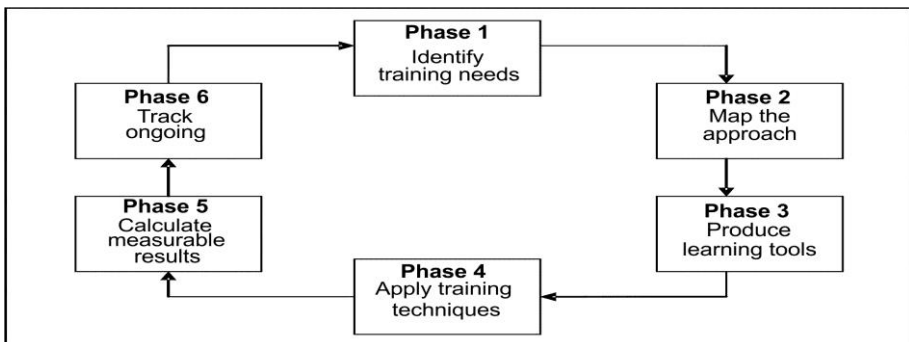 Phase 1
Identify
training needs
Phase 2
Map the
approach
Phase 3
Produce
learning tools
Phase 4
Apply training
techniques
Phase 5
Calculate
measurable
results
Phase 6
Track
ongoing